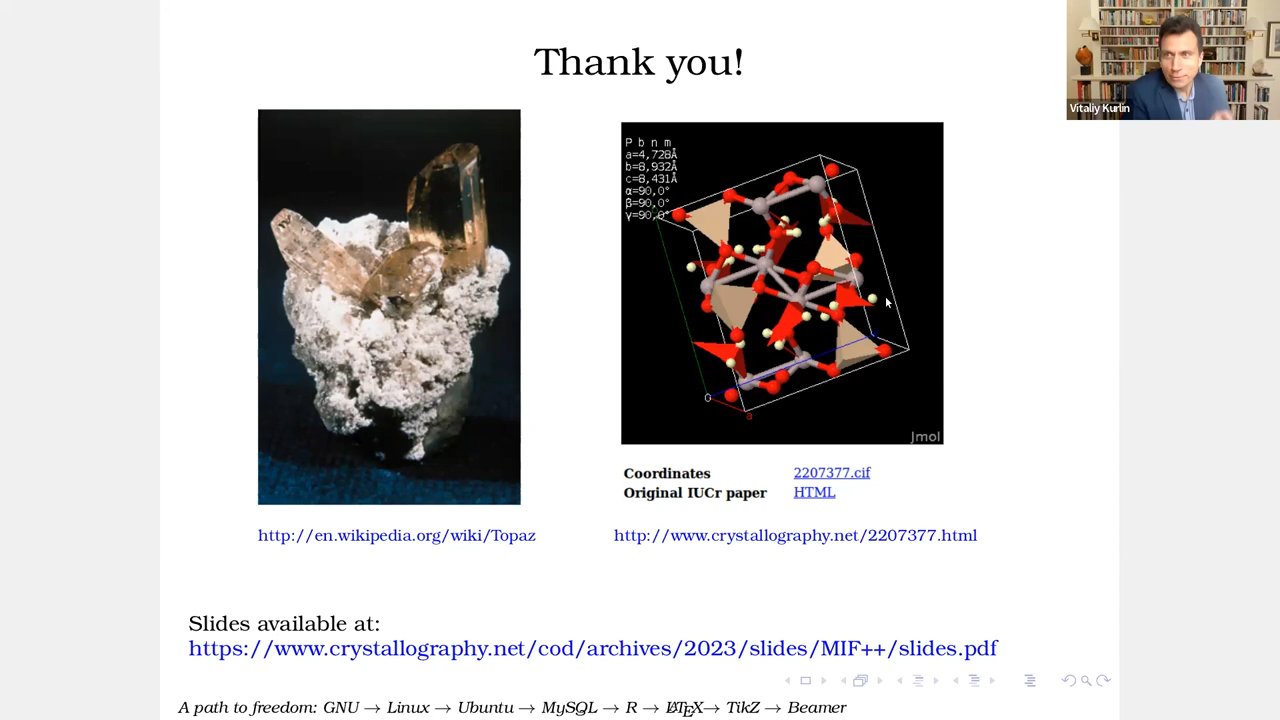 Thank you!
Vitaliy Kurlin
P b n m
a=4,728Å
b=8,932Å
c=8,431Å
α=90,0°
β=90,0°
γ=90,0°
0
a
Jmol
Coordinates 2207377.cif
Original IUCr paper HTML
http://en.wikipedia.org/wiki/Topaz http://www.crystallography.net/2207377.html
Slides available at:
https://www.crystallography.net/cod/archives/2023/slides/MIF++/slides.pdf
A path to freedom: GNU → Linux → Ubuntu → MySQL → R → LATEX → TikZ → Beamer